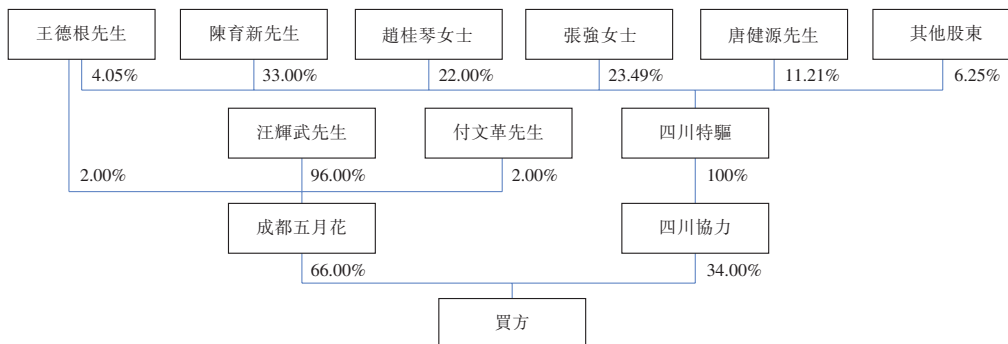 王德根先生
陳育新先生
趙桂琴女士
張強女士
唐健源先生
其他股東
4.05%
33.00%
22.00%
23.49%
11.21%
6.25%
汪輝武先生
付文革先生
四川特驅
2.00%
96.00%
2.00%
100%
成都五月花
四川協力
66.00%
34.00%
買方